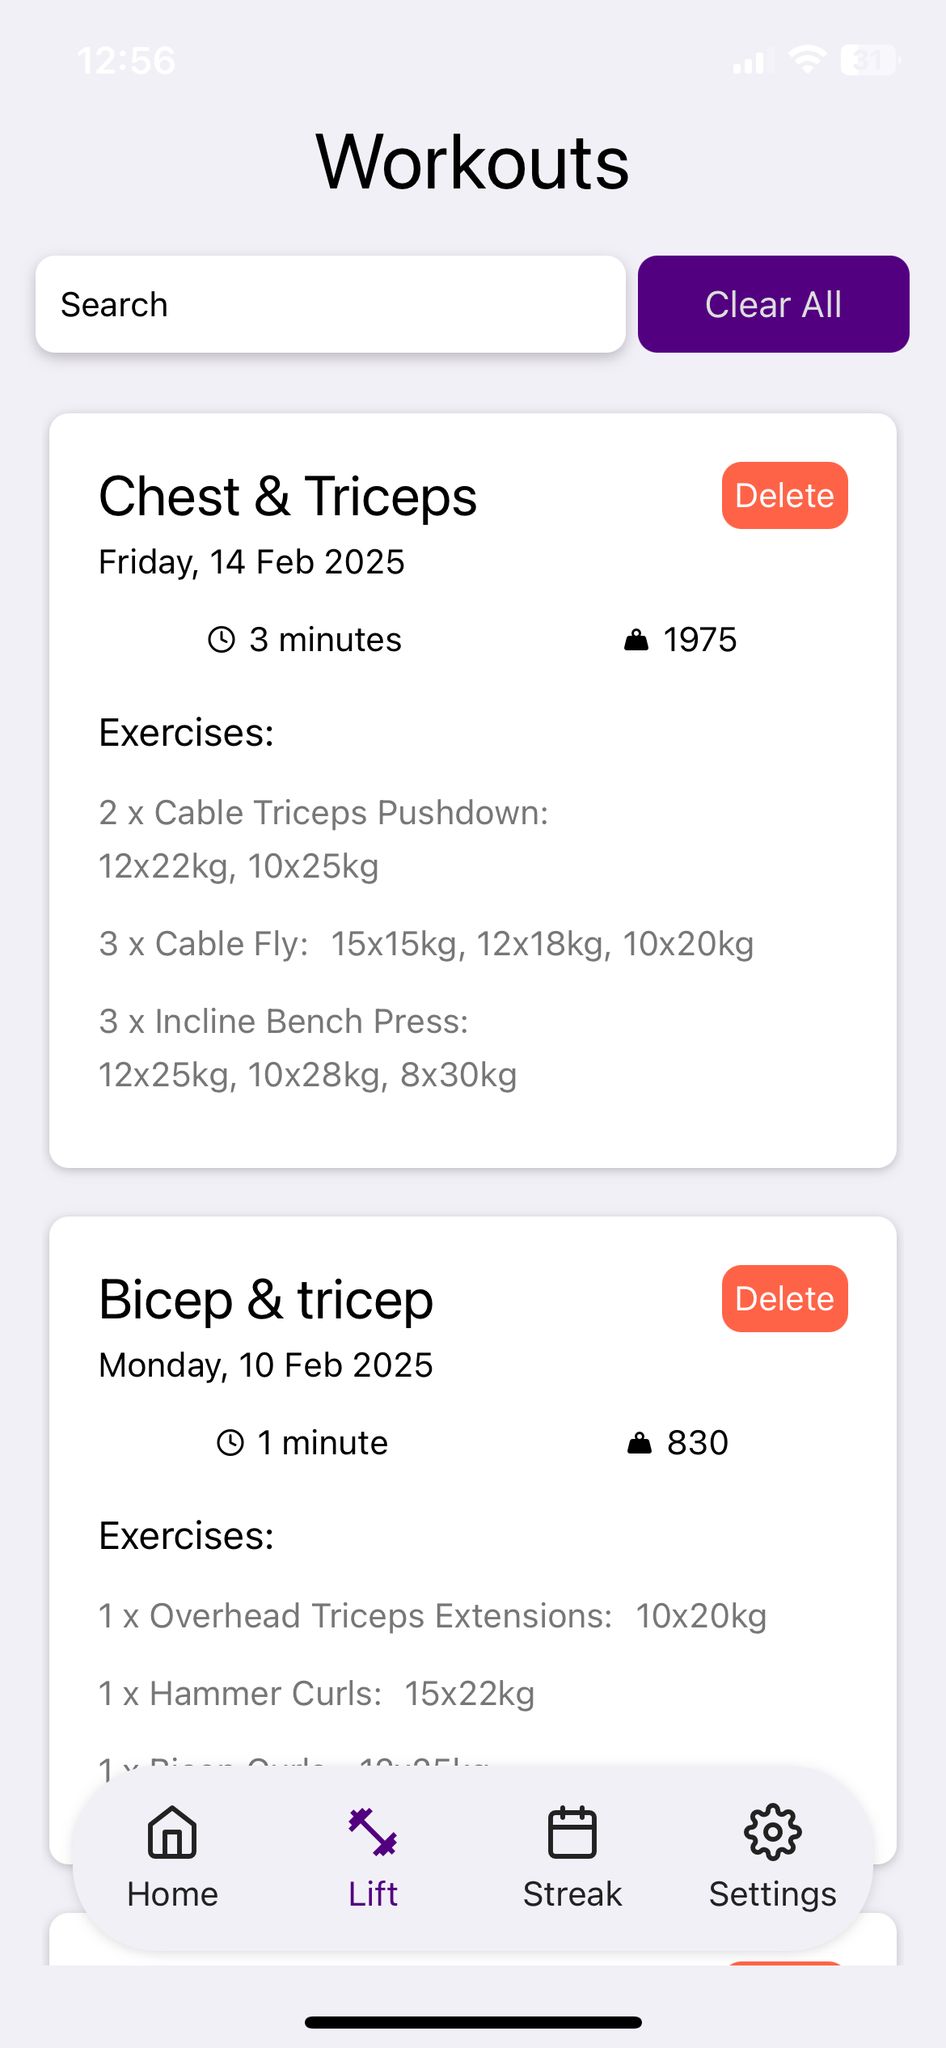 12:56
31
Workouts
Search
Clear All
Chest & Triceps
Delete
Friday, 14 Feb 2025
3 minutes
1975
Exercises:
2 x Cable Triceps Pushdown:
12x22kg, 10x25kg
3 x Cable Fly: 15x15kg, 12x18kg, 10x20kg
3 x Incline Bench Press:
12x25kg, 10x28kg, 8x30kg
Bicep & tricep
Delete
Monday, 10 Feb 2025
1 minute
830
Exercises:
1 x Overhead Triceps Extensions: 10x20kg
1 x Hammer Curls: 15x22kg
1 x Bicep Curls
Home
Lift
Streak
Settings